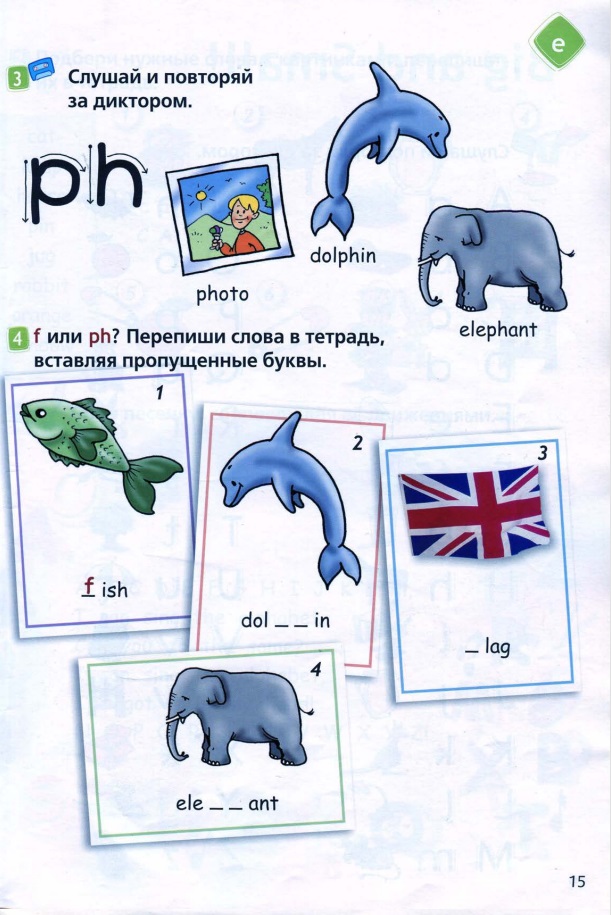 e
3 Слушай и повторяй
за диктором.
ph
dolphin
photo
elephant
4 f или ph? Перепиши слова в тетрадь,
вставляя пропущенные буквы.
1
f ish
2
dol _ _ in
3
_ lag
4
ele _ _ ant
15